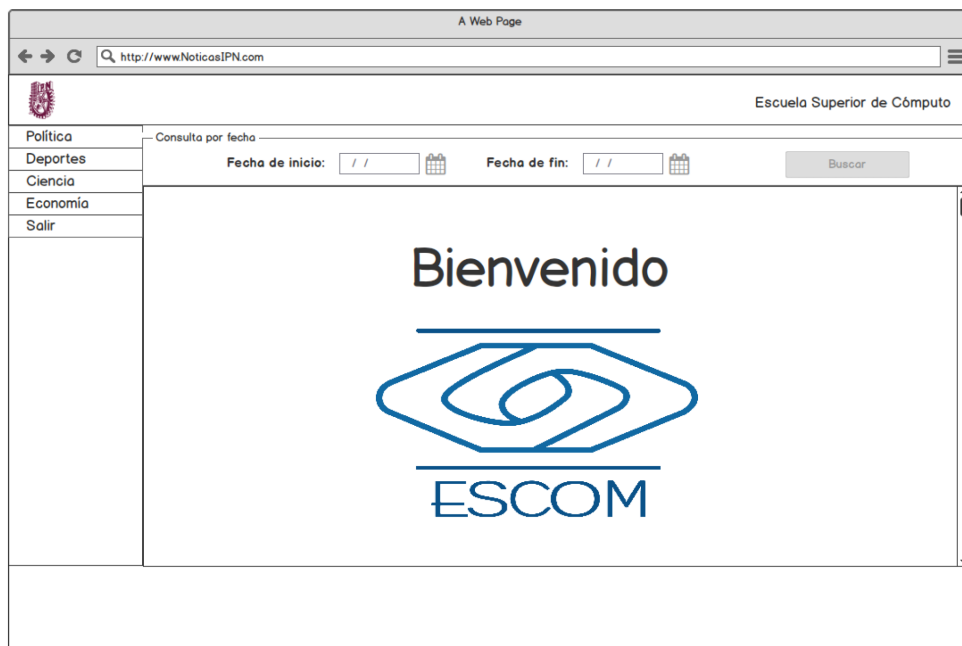 A Web Page
http://www.NoticasIPN.com
IPN
Escuela Superior de Cómputo
Política
Deportes
Ciencia
Economía
Salir
Consulta por fecha
Fecha de inicio: / /
Fecha de fin: / /
Buscar
Bienvenido
ESCOM